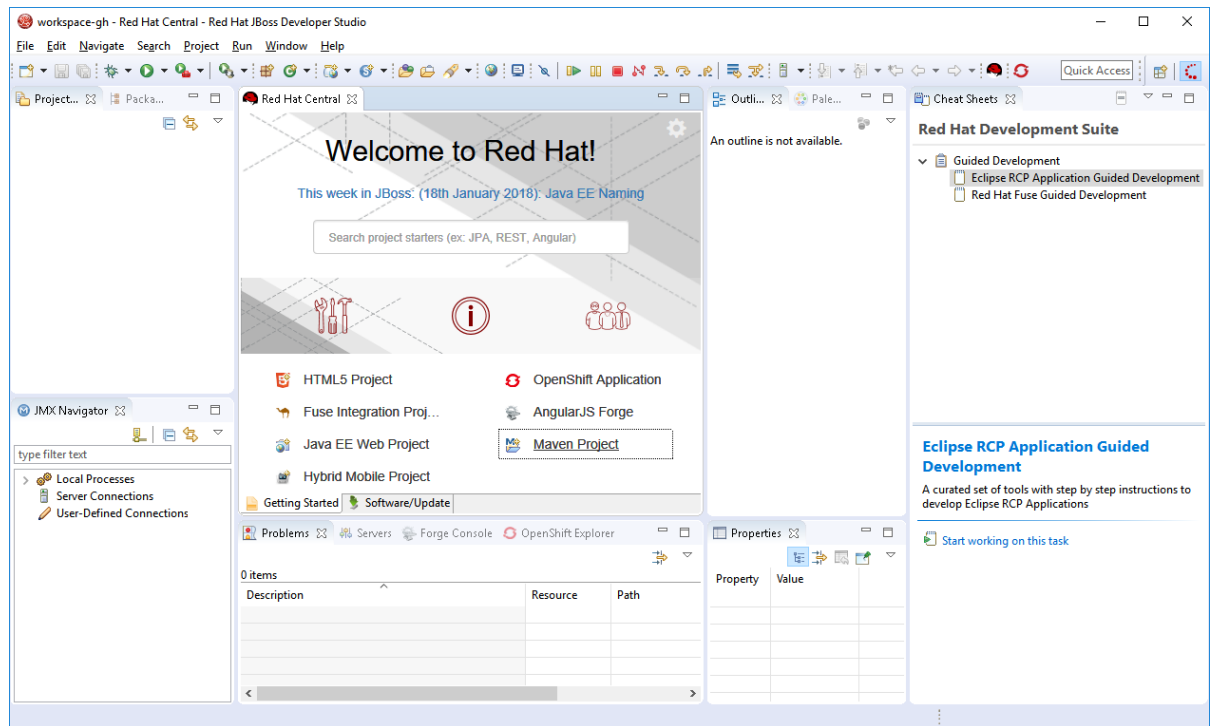 workspace-gh - Red Hat Central - Red Hat JBoss Developer Studio
File Edit Navigate Search Project Run Window Help
Quick Access
Project...
Packa...
Red Hat Central
Welcome to Red Hat!
This week in JBoss: (18th January 2018): Java EE Naming
Search project starters (ex: JPA, REST, Angular)
HTML5 Project
OpenShift Application
Fuse Integration Proj...
AngularJS Forge
Java EE Web Project
Maven Project
Hybrid Mobile Project
Getting Started
Software/Update
Outli...
Pale...
An outline is not available.
Cheat Sheets
Red Hat Development Suite
Guided Development
Eclipse RCP Application Guided Development
Red Hat Fuse Guided Development
Eclipse RCP Application Guided
Development
A curated set of tools with step by step instructions to
develop Eclipse RCP Applications
Start working on this task
JMX Navigator
type filter text
Local Processes
Server Connections
User-Defined Connections
Problems
Servers
Forge Console
OpenShift Explorer
0 items
Description Resource Path
Properties
Property Value